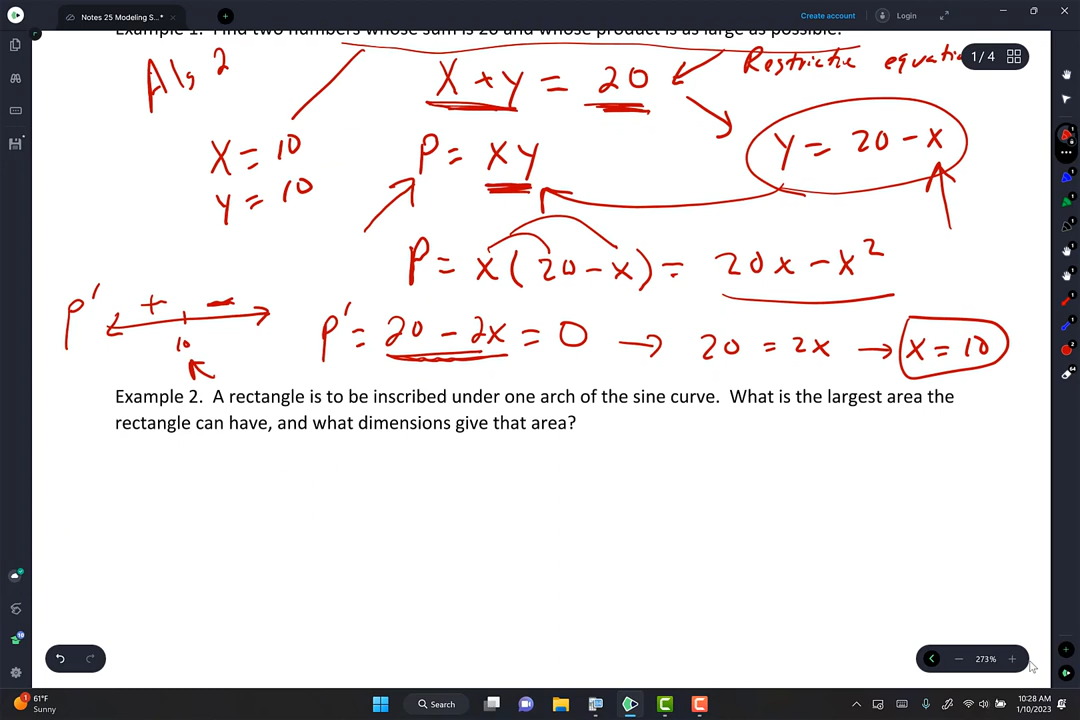 Notes 25 Modeling S...*
Create account
Login
Example 1. Find two numbers whose sum is 20 and whose product is as large as possible.
1/4
Alg 2
x + y = 20
Restrictive equation
x = 10
y = 10
P = xy
y = 20 - x
P = x(20 - x) = 20x - x²
P' + -
10
P' = 20 - 2x = 0 → 20 = 2x → x = 10
Example 2. A rectangle is to be inscribed under one arch of the sine curve. What is the largest area the
rectangle can have, and what dimensions give that area?
273%
61°F
Sunny
Search
10:28 AM
1/10/2023